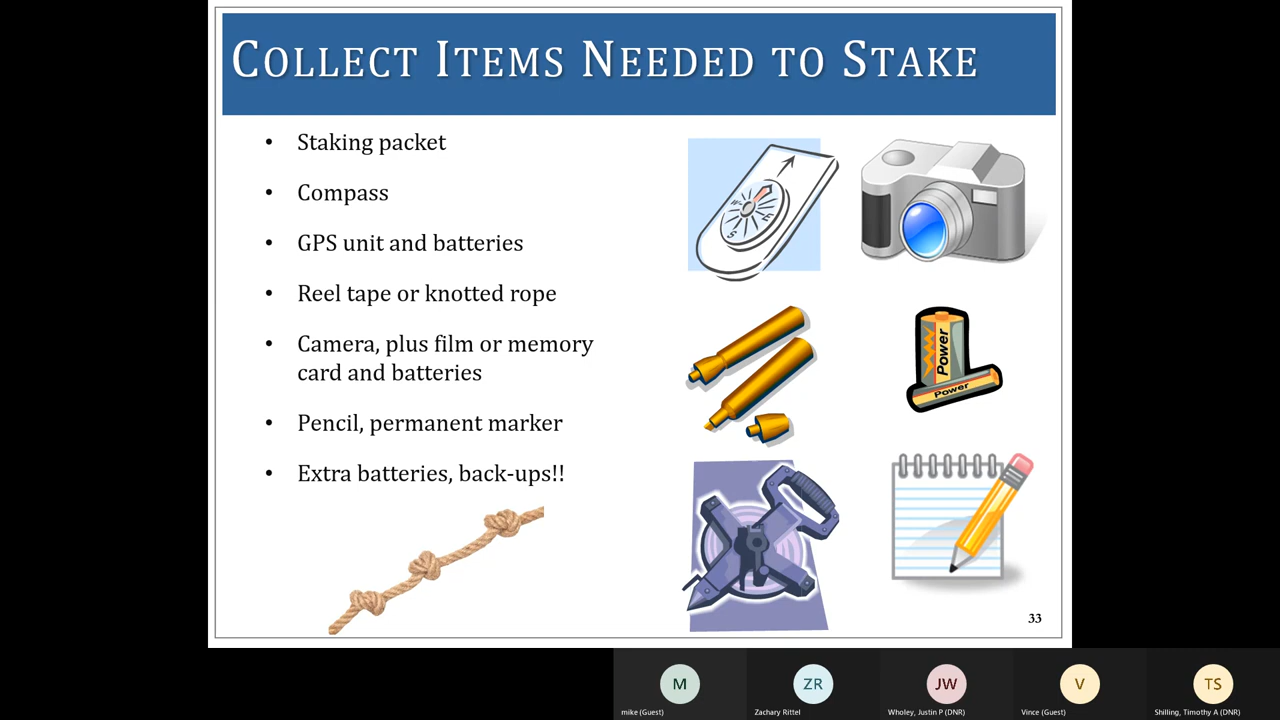 COLLECT ITEMS NEEDED TO STAKE
• Staking packet
• Compass
• GPS unit and batteries
• Reel tape or knotted rope
• Camera, plus film or memory
card and batteries
• Pencil, permanent marker
• Extra batteries, back-ups!!
W
E
S
Power
Power
33
M
ZR
JW
V
TS
mike (Guest)
Zachary Rittel
Wholey, Justin P (DNR)
Vince (Guest)
Shilling, Timothy A (DNR)